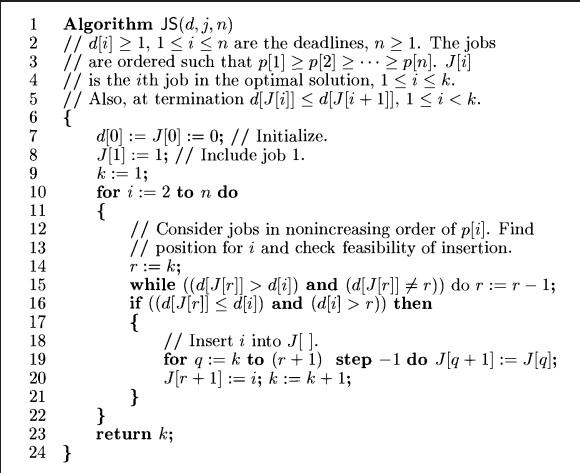 1 Algorithm JS(d, j, n)
2 // d[i] ≥ 1, 1 ≤ i ≤ n are the deadlines, n ≥ 1. The jobs
3 // are ordered such that p[1] ≥ p[2] ≥ ⋯ ≥ p[n]. J[i]
4 // is the ith job in the optimal solution, 1 ≤ i ≤ k.
5 // Also, at termination d[J[i]] ≤ d[J[i + 1]], 1 ≤ i < k.
6 {
7 d[0] := J[0] := 0; // Initialize.
8 J[1] := 1; // Include job 1.
9 k := 1;
10 for i := 2 to n do
11 {
12 // Consider jobs in nonincreasing order of p[i]. Find
13 // position for i and check feasibility of insertion.
14 r := k;
15 while ((d[J[r]] > d[i]) and (d[J[r]] ≠ r)) do r := r − 1;
16 if ((d[J[r]] ≤ d[i]) and (d[i] > r)) then
17 {
18 // Insert i into J[ ].
19 for q := k to (r + 1) step −1 do J[q + 1] := J[q];
20 J[r + 1] := i; k := k + 1;
21 }
22 }
23 return k;
24 }